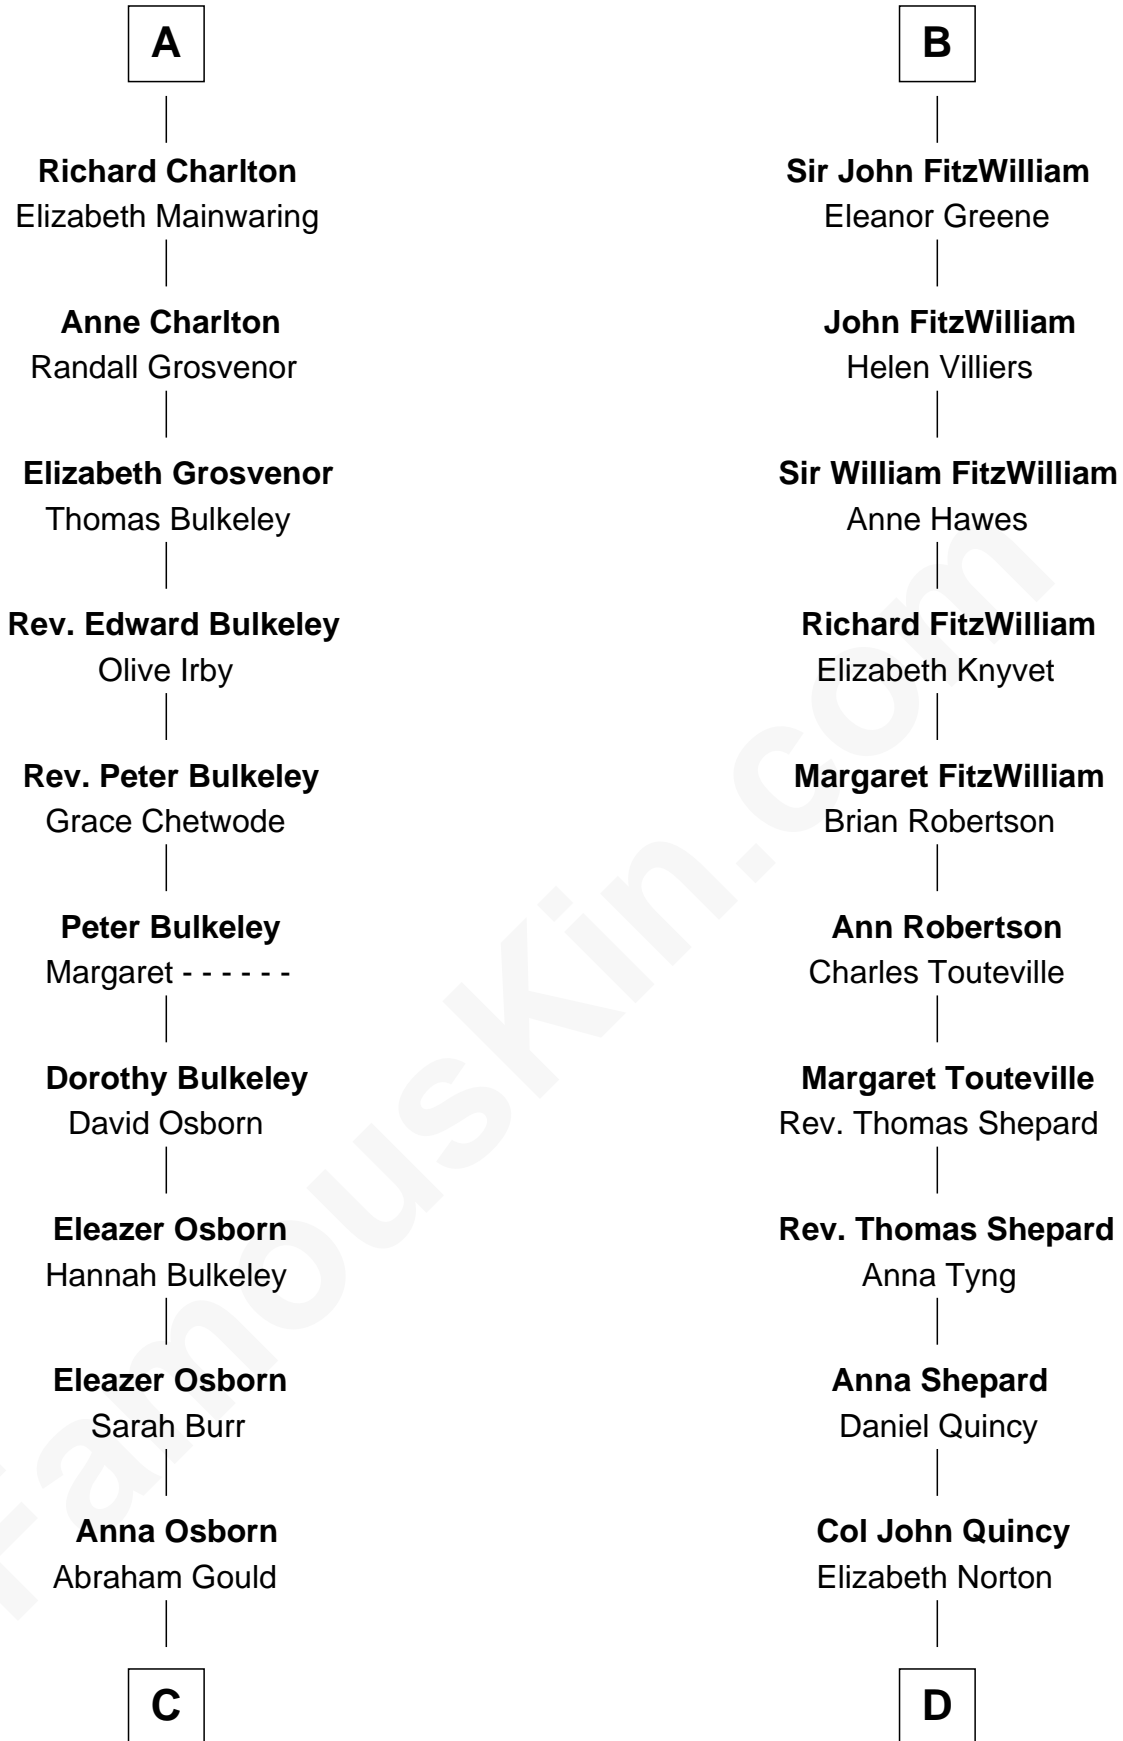 A
Richard Charlton
Elizabeth Mainwaring
Anne Charlton
Randall Grosvenor
Elizabeth Grosvenor
Thomas Bulkeley
Rev. Edward Bulkeley
Olive Irby
Rev. Peter Bulkeley
Grace Chetwode
Peter Bulkeley
Margaret - - - - - -
Dorothy Bulkeley
David Osborn
Eleazer Osborn
Hannah Bulkeley
Eleazer Osborn
Sarah Burr
Anna Osborn
Abraham Gould
C
B
Sir John FitzWilliam
Eleanor Greene
John FitzWilliam
Helen Villiers
Sir William FitzWilliam
Anne Hawes
Richard FitzWilliam
Elizabeth Knyvet
Margaret FitzWilliam
Brian Robertson
Ann Robertson
Charles Touteville
Margaret Touteville
Rev. Thomas Shepard
Rev. Thomas Shepard
Anna Tyng
Anna Shepard
Daniel Quincy
Col John Quincy
Elizabeth Norton
D
FamousKin.com